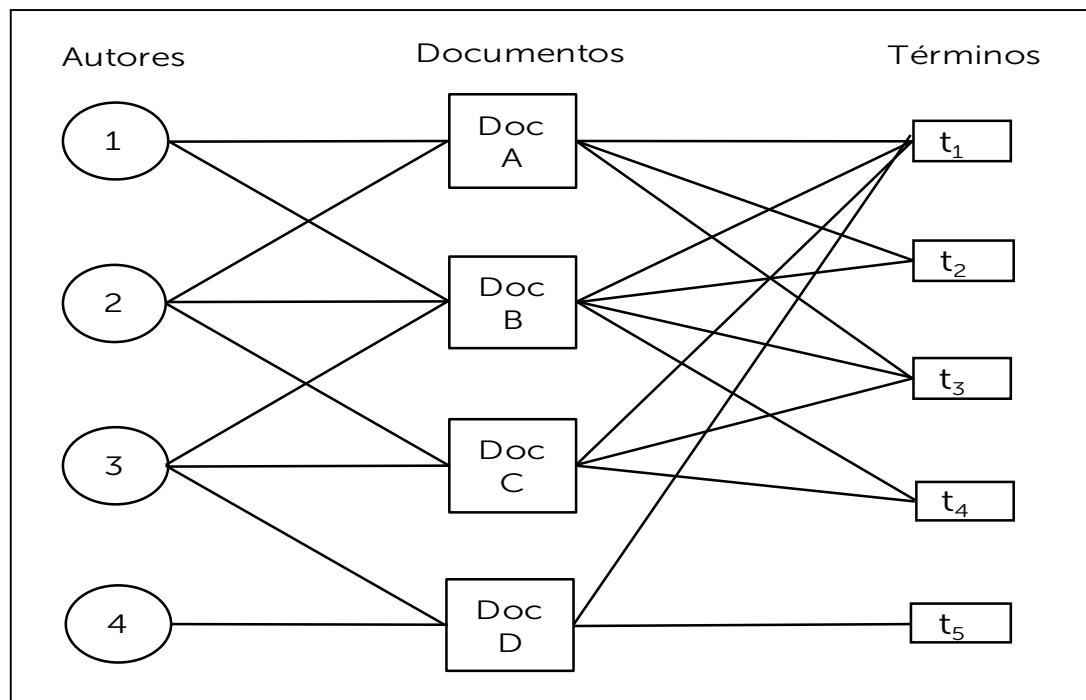 Autores
Documentos
Términos
1
Doc
A
t₁
2
Doc
B
t₂
3
Doc
C
t₃
t₄
4
Doc
D
t₅